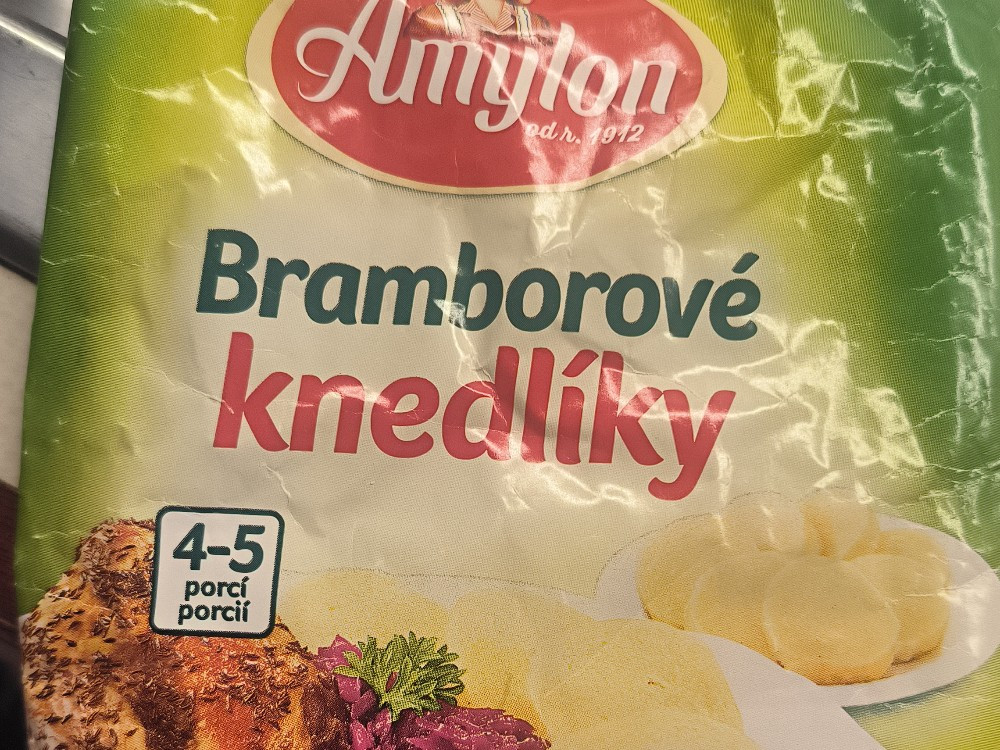 Amylon
od r. 1912
Bramborové
knedlíky
4-5
porcí
porcií